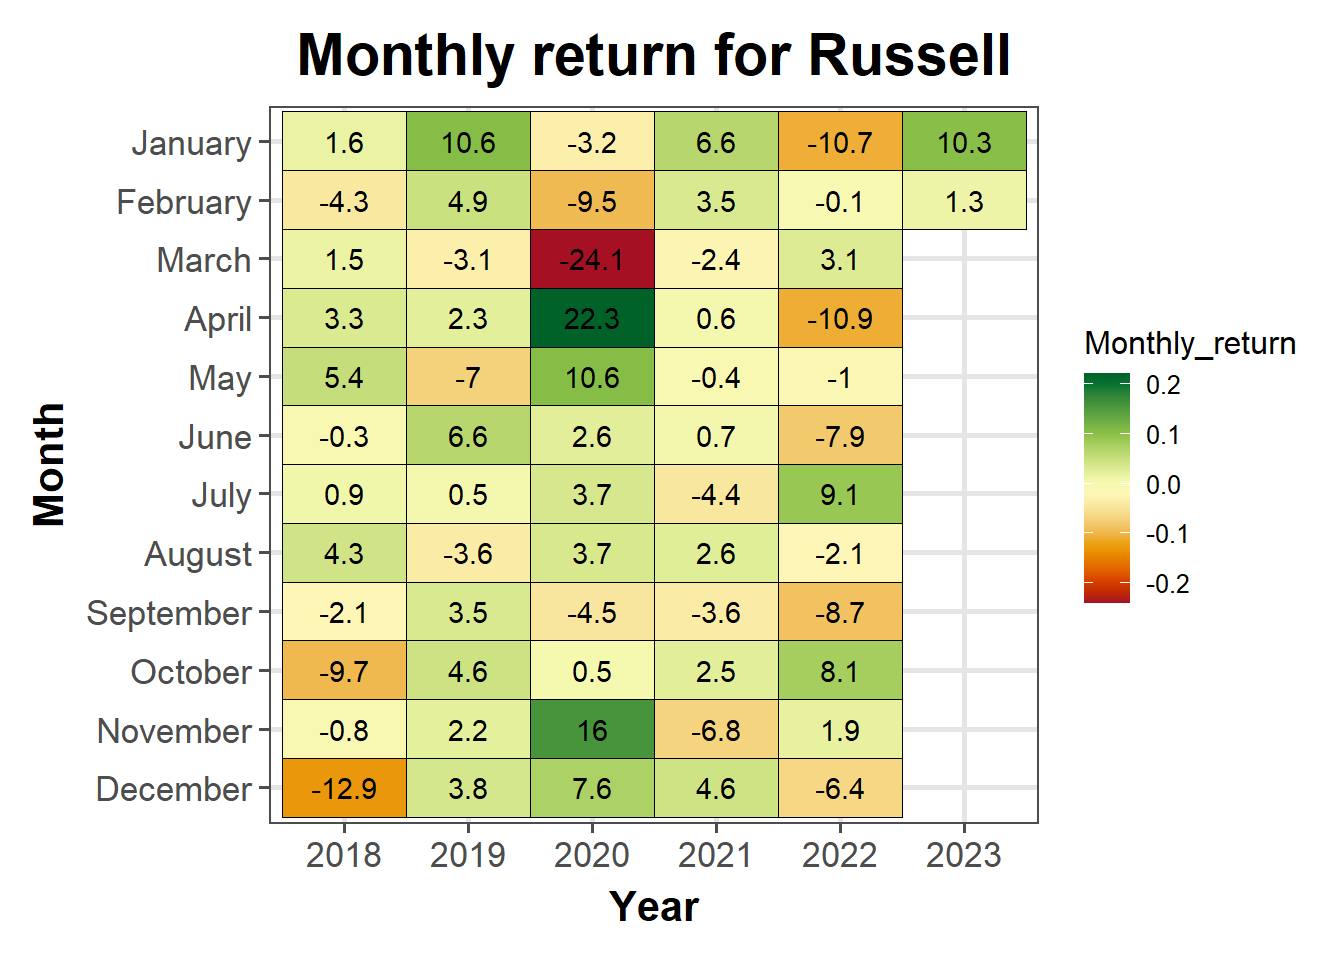 Monthly return for Russell
January 1.6 10.6 -3.2 6.6 -10.7 10.3
February -4.3 4.9 -9.5 3.5 -0.1 1.3
March 1.5 -3.1 -24.1 -2.4 3.1
April 3.3 2.3 22.3 0.6 -10.9
May 5.4 -7 10.6 -0.4 -1
June -0.3 6.6 2.6 0.7 -7.9
July 0.9 0.5 3.7 -4.4 9.1
August 4.3 -3.6 3.7 2.6 -2.1
September -2.1 3.5 -4.5 -3.6 -8.7
October -9.7 4.6 0.5 2.5 8.1
November -0.8 2.2 16 -6.8 1.9
December -12.9 3.8 7.6 4.6 -6.4
2018 2019 2020 2021 2022 2023
Year
Month
Monthly_return
0.2
0.1
0.0
-0.1
-0.2